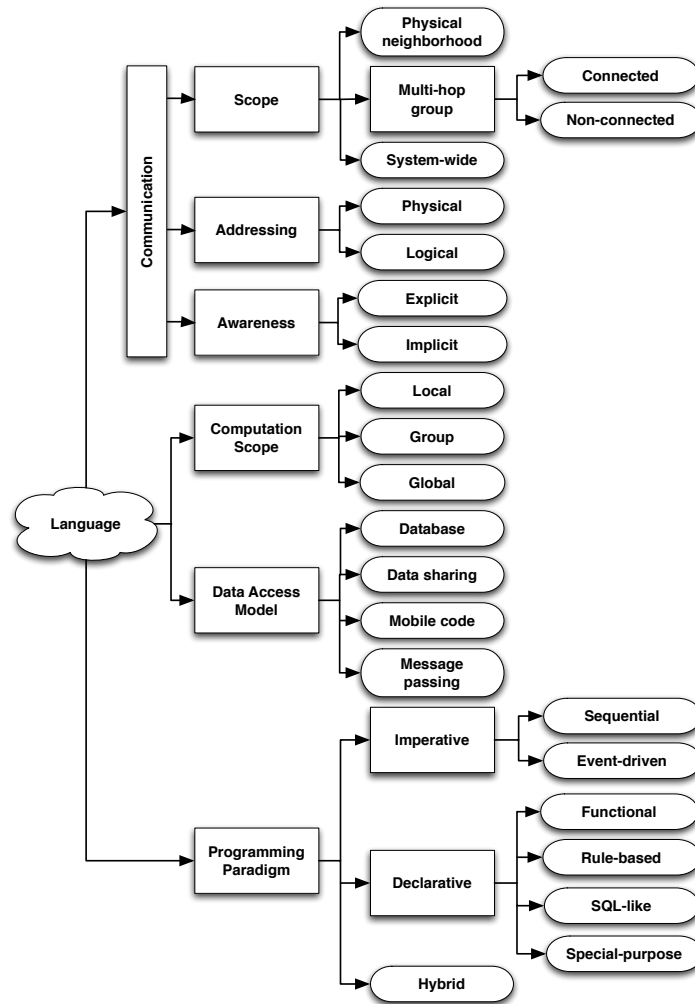 Physical
neighborhood
Scope
Multi-hop
group
Connected
Non-connected
System-wide
Communication
Addressing
Physical
Logical
Awareness
Explicit
Implicit
Language
Computation
Scope
Local
Group
Global
Data Access
Model
Database
Data sharing
Mobile code
Message
passing
Programming
Paradigm
Imperative
Sequential
Event-driven
Declarative
Functional
Rule-based
SQL-like
Special-purpose
Hybrid